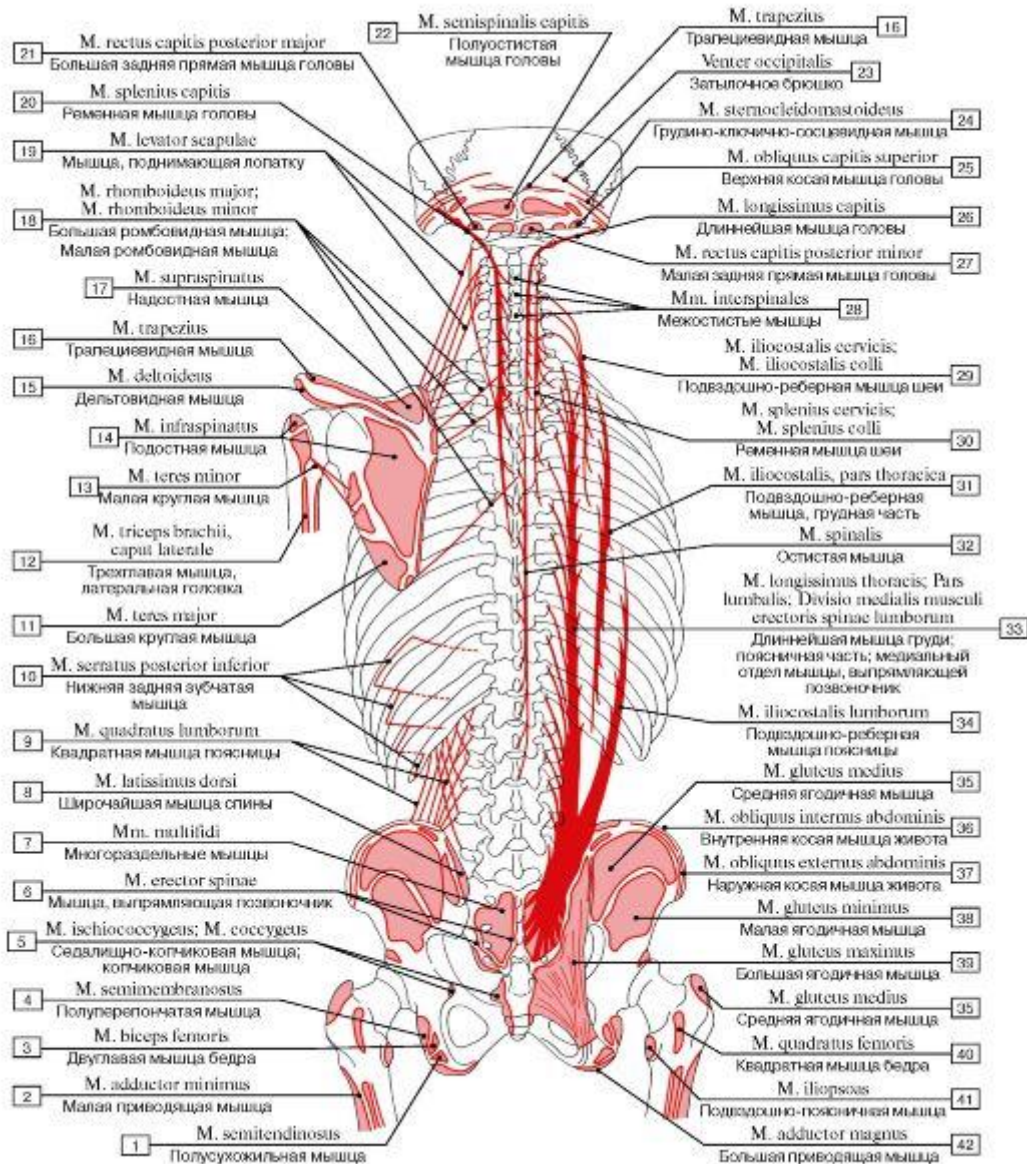 M. semispinalis capitis
22
Полуостистая
мышца головы
21
M. rectus capitis posterior major
Большая задняя прямая мышца головы
20
M. splenius capitis
Ременная мышца головы
19
M. levator scapulae
Мышца, поднимающая лопатку
18
M. rhomboideus major;
M. rhomboideus minor
Большая ромбовидная мышца;
Малая ромбовидная мышца
17
M. supraspinatus
Надостная мышца
16
M. trapezius
Трапециевидная мышца
15
M. deltoideus
Дельтовидная мышца
14
M. infraspinatus
Подостная мышца
13
M. teres minor
Малая круглая мышца
12
M. triceps brachii,
caput laterale
Трехглавая мышца,
латеральная головка
11
M. teres major
Большая круглая мышца
10
M. serratus posterior inferior
Нижняя задняя зубчатая
мышца
9
M. quadratus lumborum
Квадратная мышца поясницы
8
M. latissimus dorsi
Широчайшая мышца спины
7
Mm. multifidi
Многораздельные мышцы
6
M. erector spinae
Мышца, выпрямляющая позвоночник
5
M. ischiococcygeus; M. coccygeus
Седалищно-копчиковая мышца;
копчиковая мышца
4
M. semimembranosus
Полуперепончатая мышца
3
M. biceps femoris
Двуглавая мышца бедра
2
M. adductor minimus
Малая приводящая мышца
1
M. semitendinosus
Полусухожильная мышца
M. trapezius
16
Трапециевидная мышца
Venter occipitalis
23
Затылочное брюшко
M. sternocleidomastoideus
24
Грудино-ключично-сосцевидная мышца
M. obliquus capitis superior
25
Верхняя косая мышца головы
M. longissimus capitis
26
Длиннейшая мышца головы
M. rectus capitis posterior minor
27
Малая задняя прямая мышца головы
Mm. interspinales
28
Межостистые мышцы
M. iliocostalis cervicis;
M. iliocostalis colli
29
Подвздошно-реберная мышца шеи
M. splenius cervicis;
M. splenius colli
30
Ременная мышца шеи
M. iliocostalis, pars thoracica
31
Подвздошно-реберная
мышца, грудная часть
M. spinalis
32
Остистая мышца
M. longissimus thoracis; Pars
lumbalis; Divisio medialis musculi
erectoris spinae lumborum
33
Длиннейшая мышца груди;
поясничная часть; медиальный
отдел мышцы, выпрямляющей
позвоночник
M. iliocostalis lumborum
34
Подвздошно-реберная
мышца поясницы
M. gluteus medius
35
Средняя ягодичная мышца
M. obliquus internus abdominis
36
Внутренняя косая мышца живота
M. obliquus externus abdominis
37
Наружная косая мышца живота
M. gluteus minimus
38
Малая ягодичная мышца
M. gluteus maximus
39
Большая ягодичная мышца
M. gluteus medius
35
Средняя ягодичная мышца
M. quadratus femoris
40
Квадратная мышца бедра
M. iliopsoas
41
Подвздошно-поясничная мышца
M. adductor magnus
42
Большая приводящая мышца